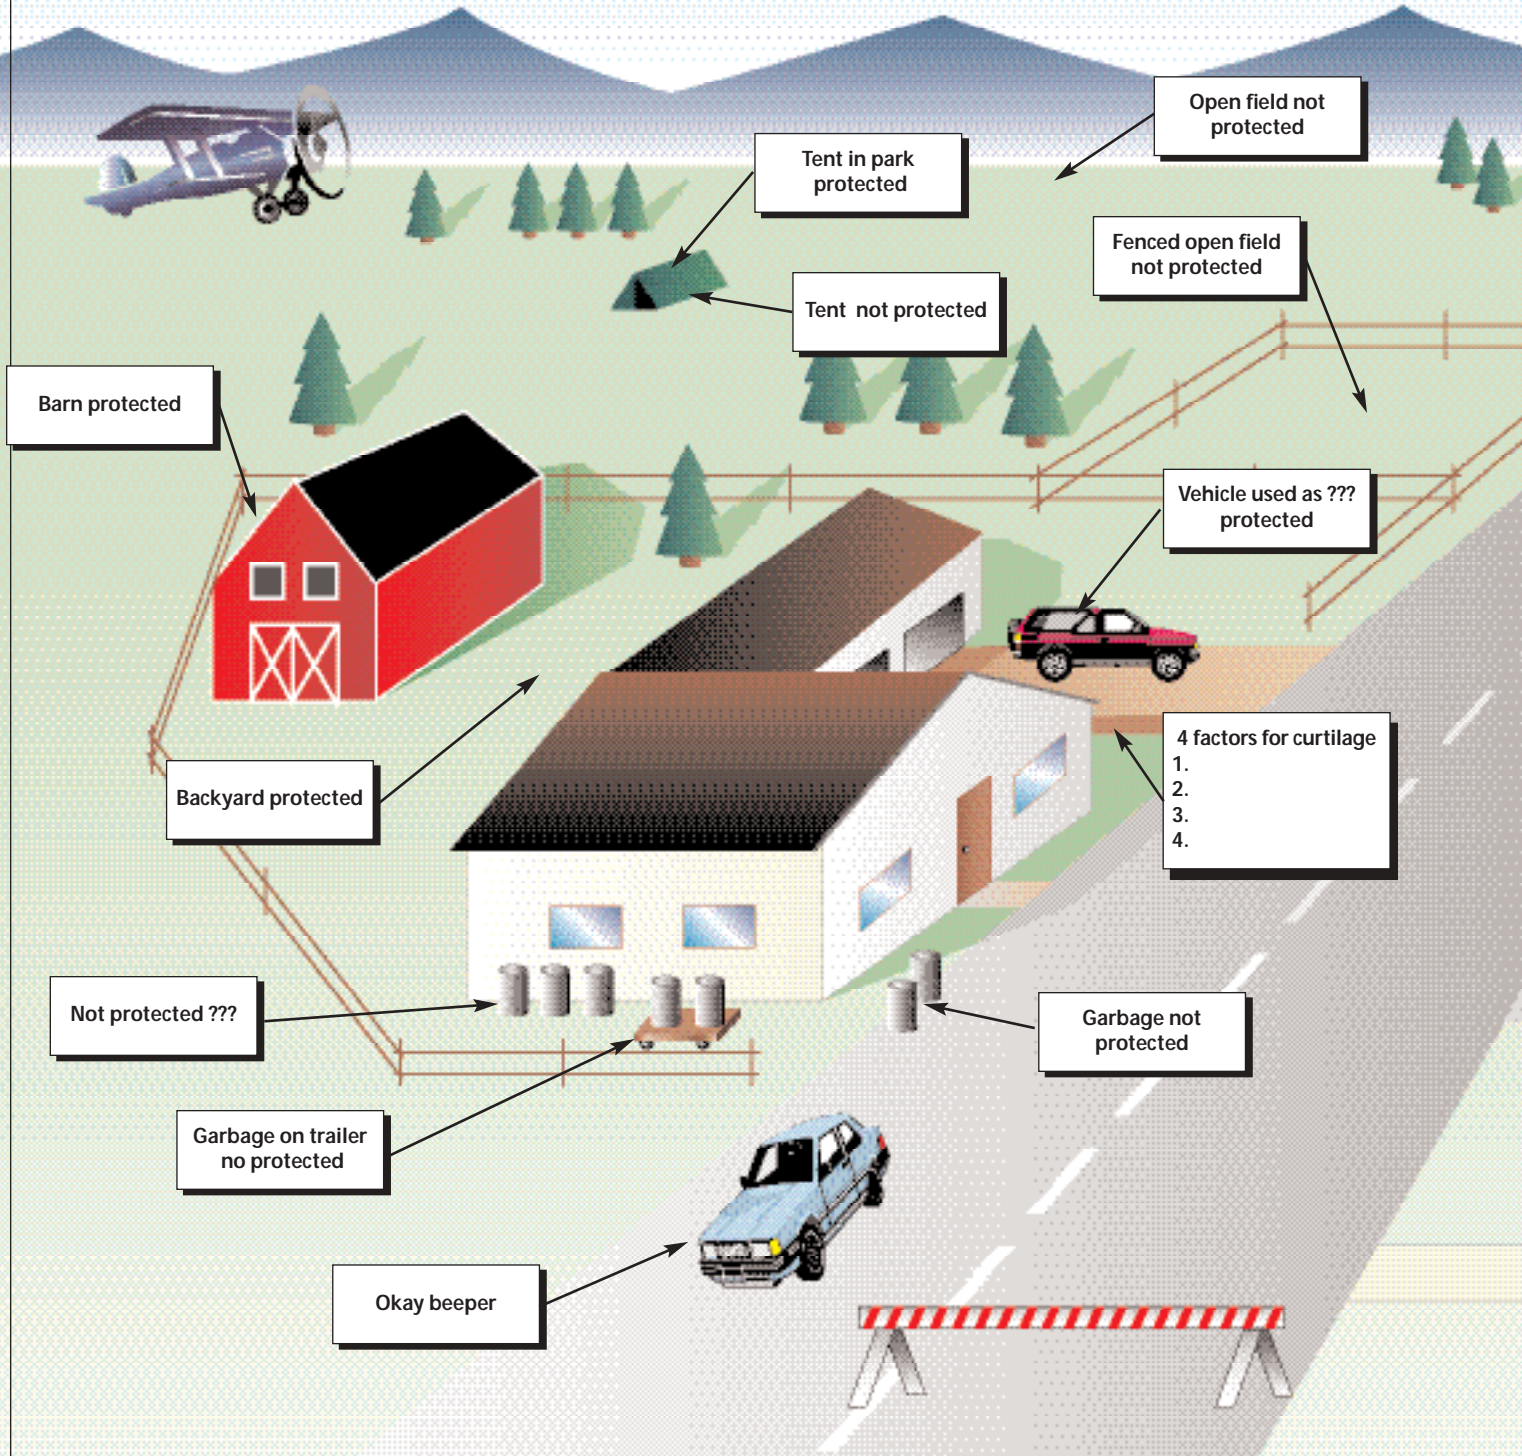 Open field not
protected
Tent in park
protected
Fenced open field
not protected
Tent not protected
Barn protected
Vehicle used as ???
protected
4 factors for curtilage
1.
2.
3.
4.
Backyard protected
Not protected ???
Garbage not
protected
Garbage on trailer
no protected
Okay beeper